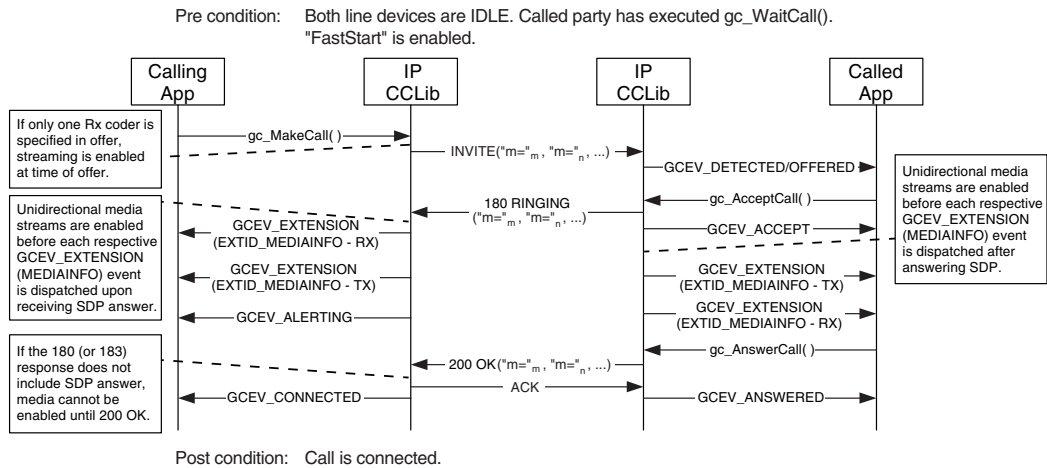 Pre condition: Both line devices are IDLE. Called party has executed gc_WaitCall().
"FastStart" is enabled.
Calling
App
IP
CCLib
IP
CCLib
Called
App
If only one Rx coder is
specified in offer,
streaming is enabled
at time of offer.
gc_MakeCall( )
INVITE("m="m, "m="n, ...)
GCEV_DETECTED/OFFERED
Unidirectional media
streams are enabled
before each respective
GCEV_EXTENSION
(MEDIAINFO) event
is dispatched after
answering SDP.
gc_AcceptCall( )
Unidirectional media
streams are enabled
before each respective
GCEV_EXTENSION
(MEDIAINFO) event
is dispatched upon
receiving SDP answer.
180 RINGING
("m="m, "m="n, ...)
GCEV_ACCEPT
GCEV_EXTENSION
(EXTID_MEDIAINFO - RX)
GCEV_EXTENSION
(EXTID_MEDIAINFO - TX)
GCEV_EXTENSION
(EXTID_MEDIAINFO - TX)
GCEV_ALERTING
GCEV_EXTENSION
(EXTID_MEDIAINFO - RX)
gc_AnswerCall( )
If the 180 (or 183)
response does not
include SDP answer,
media cannot be
enabled until 200 OK.
200 OK("m="m, "m="n, ...)
ACK
GCEV_CONNECTED
GCEV_ANSWERED
Post condition: Call is connected.